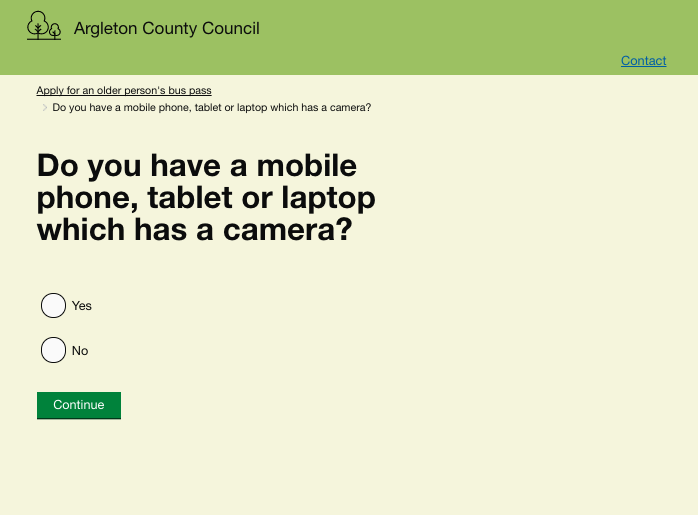 Argleton County Council
Contact
Apply for an older person's bus pass
Do you have a mobile phone, tablet or laptop which has a camera?
Do you have a mobile
phone, tablet or laptop
which has a camera?
Yes
No
Continue